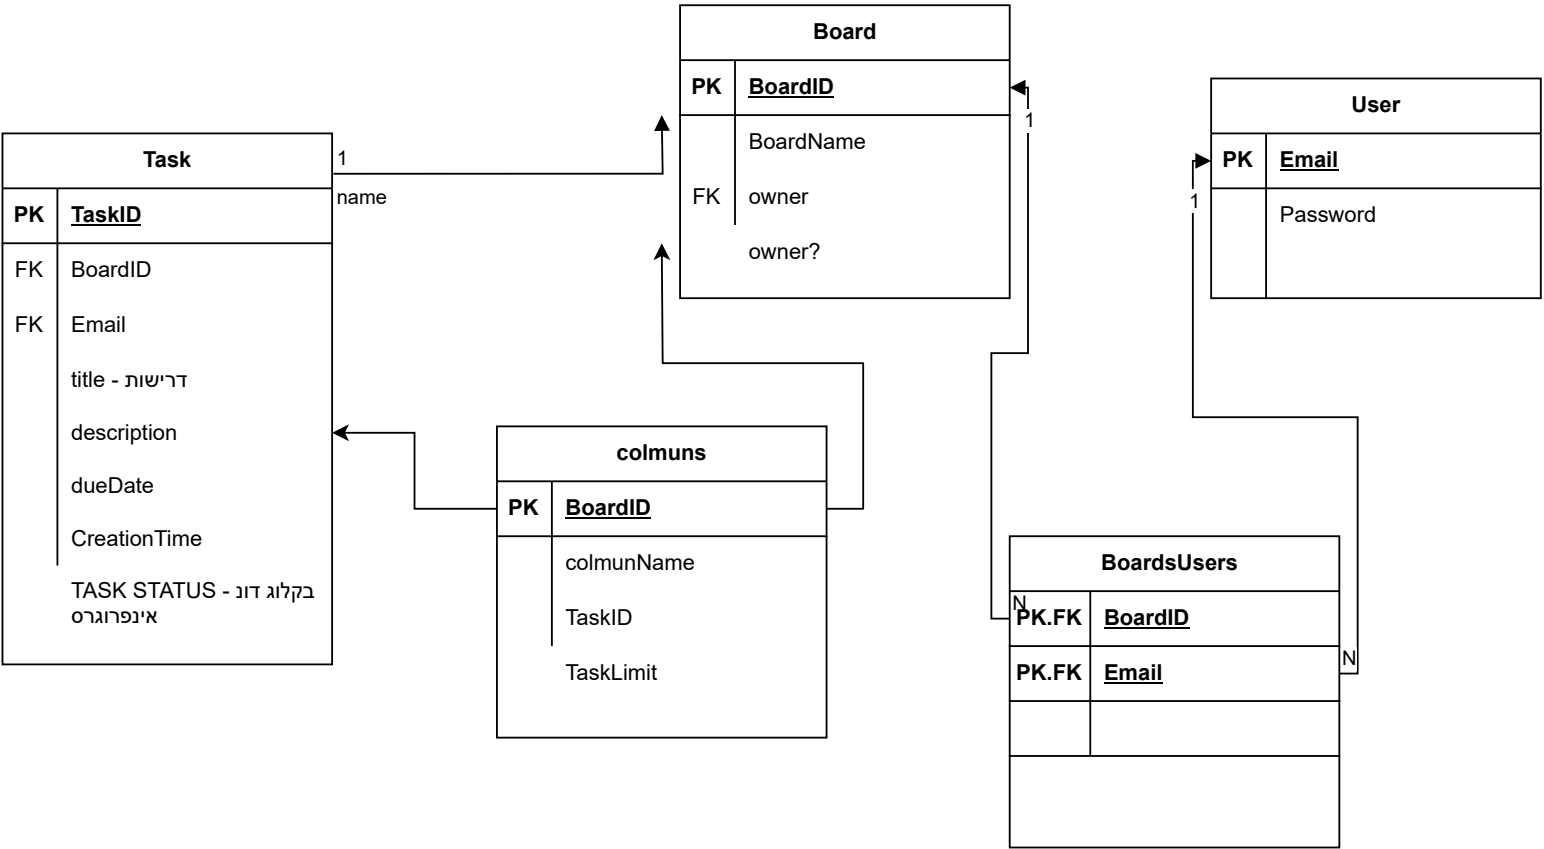 Board
PK BoardID
BoardName
FK owner
owner?
User
PK Email
Password
Task
PK TaskID
FK BoardID
FK Email
title - דרישות
description
dueDate
CreationTime
TASK STATUS - בקלוג דונ
אינפרוגרס
1
name
1
1
colmuns
PK BoardID
colmunName
TaskID
TaskLimit
BoardsUsers
N
PK.FK BoardID
PK.FK Email
N